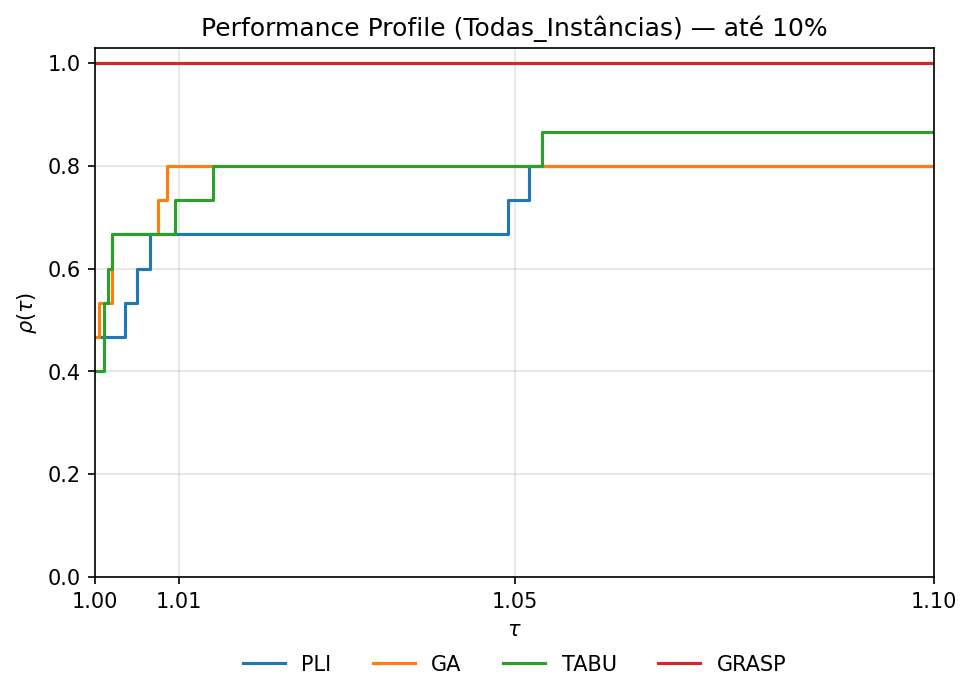 Performance Profile (Todas_Instâncias) — até 10%
1.0
0.8
0.6
0.4
0.2
0.0
ρ(τ)
1.00 1.01 1.05 1.10
τ
PLI GA TABU GRASP